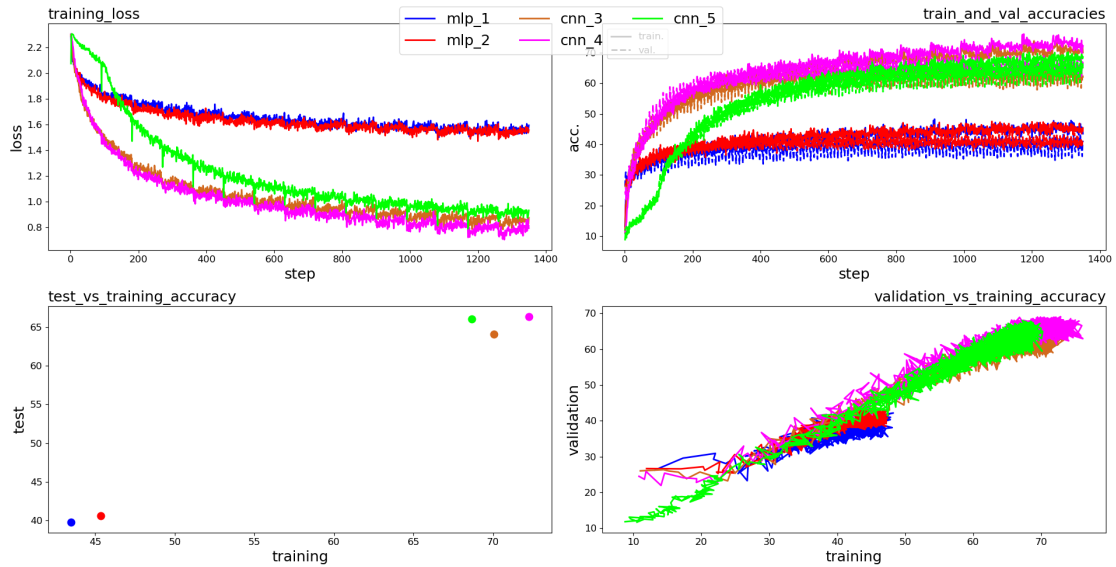 training_loss
mlp_1 cnn_3 cnn_5
mlp_2 cnn_4
train_and_val_accuracies
train.
val.
loss
2.2
2.0
1.8
1.6
1.4
1.2
1.0
0.8
0 200 400 600 800 1000 1200 1400
step
acc.
60
50
40
30
20
10
0 200 400 600 800 1000 1200 1400
step
test_vs_training_accuracy
test
65
60
55
50
45
40
45 50 55 60 65 70
training
validation_vs_training_accuracy
validation
70
60
50
40
30
20
10
10 20 30 40 50 60 70
training